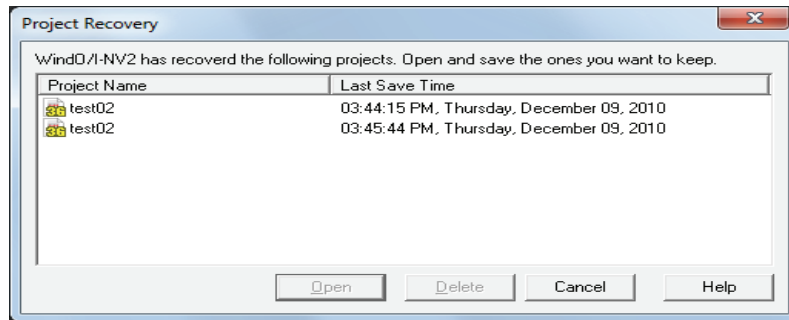 Project Recovery
WindO/I-NV2 has recoverd the following projects. Open and save the ones you want to keep.
Project Name Last Save Time
test02 03:44:15 PM, Thursday, December 09, 2010
test02 03:45:44 PM, Thursday, December 09, 2010
Open Delete Cancel Help